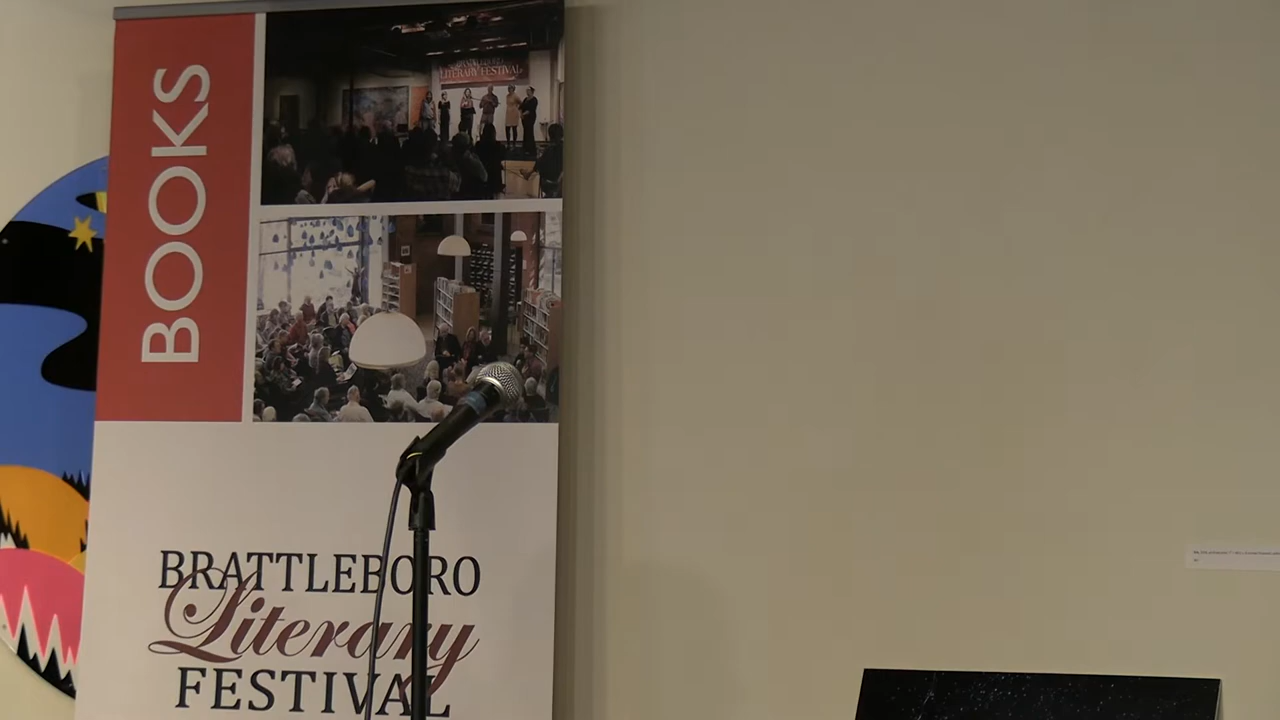 BOOKS
LITERARY FESTIVAL
BRATTLEBORO
Literary
FESTIVAL